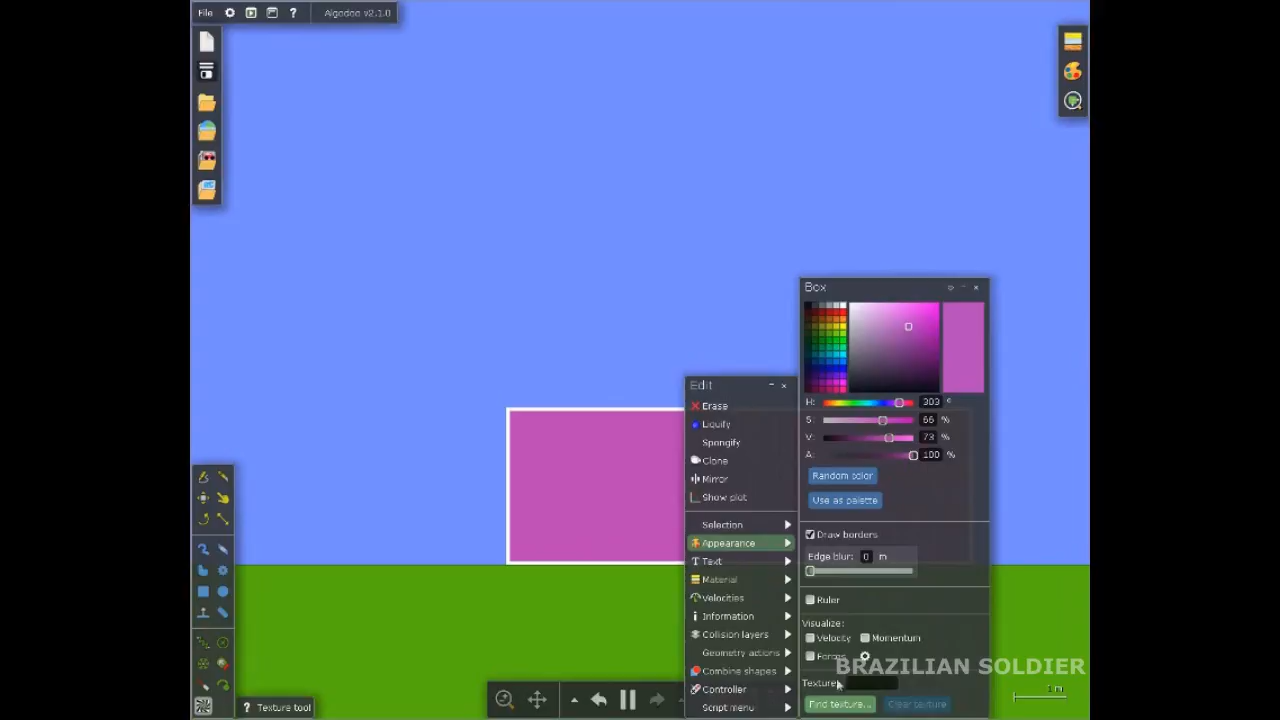 File ? Algodoo v2.1.0
Box
Edit
Erase
Liquify
Spongify
Clone
Mirror
Show plot
Selection
Appearance
Text
Material
Velocities
Information
Collision layers
Geometry actions
Combine shapes
Controller
Script menu
H: 303 °
S: 66 %
V: 73 %
A: 100 %
Random color
Use as palette
Draw borders
Edge blur: 0 m
Ruler
Visualize:
Velocity Momentum
Forces
Texture:
Find texture... Clear texture
BRAZILIAN SOLDIER
1 m
? Texture tool